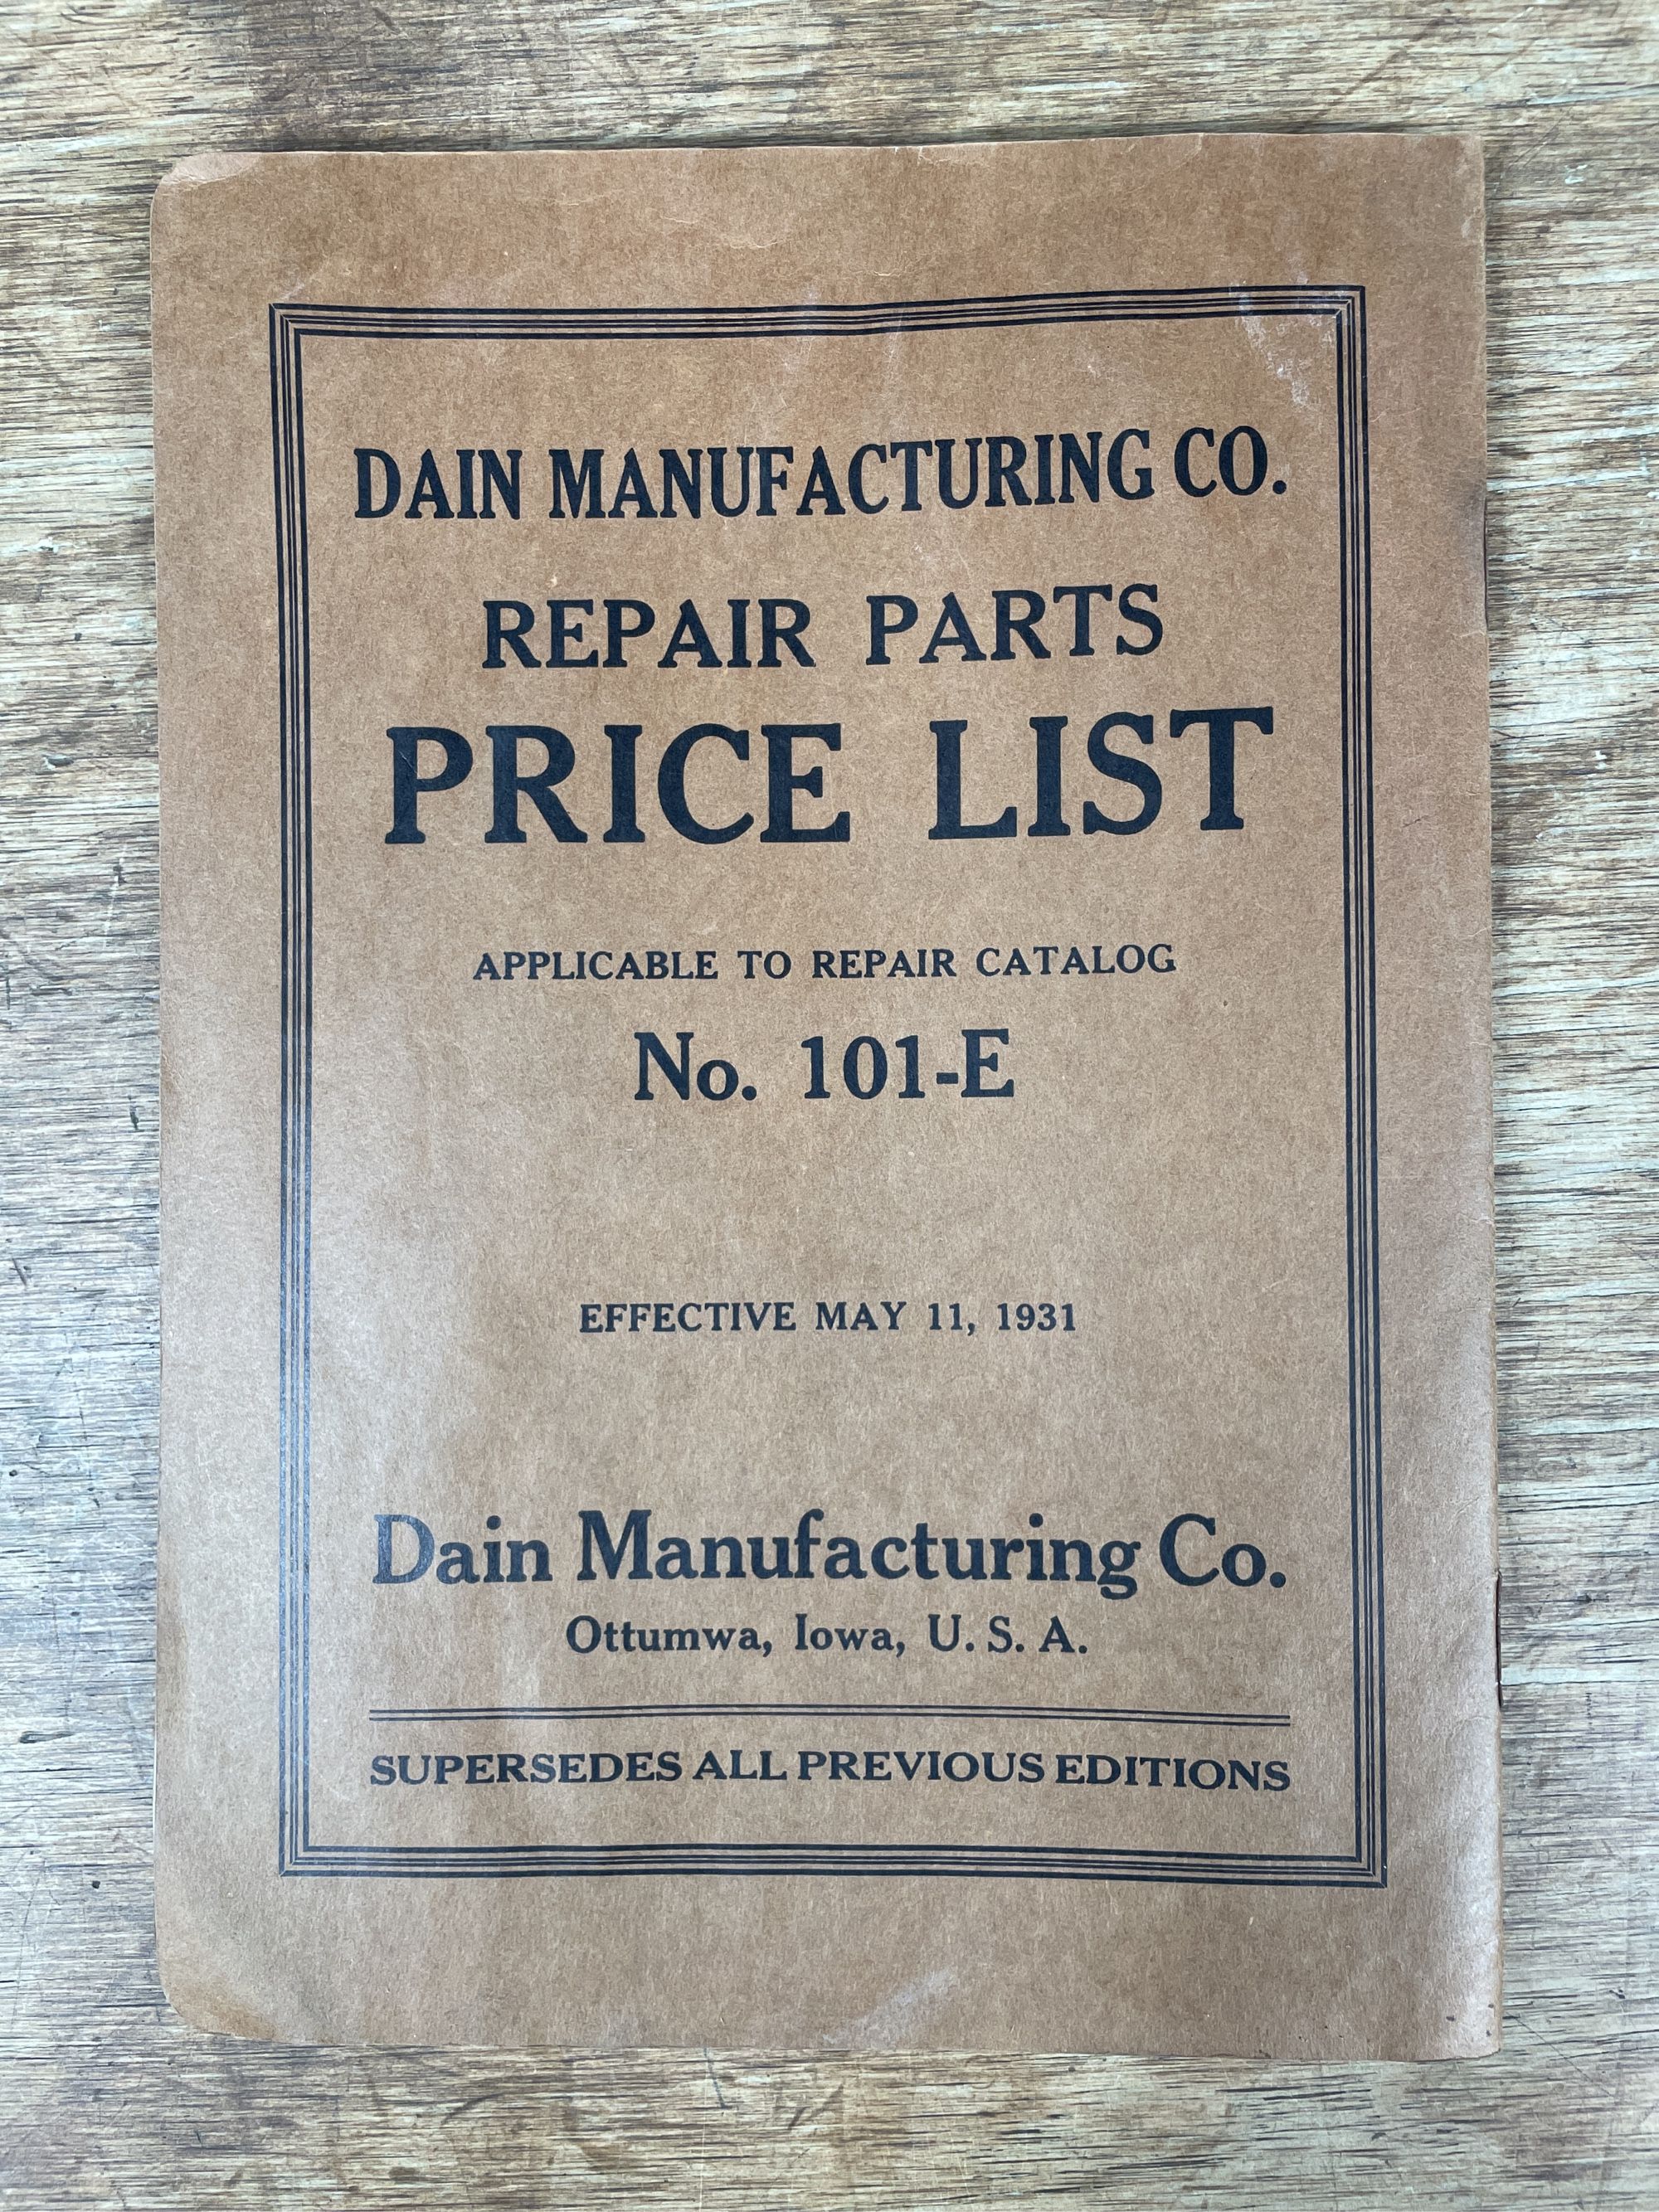 DAIN MANUFACTURING CO.
REPAIR PARTS
PRICE LIST
APPLICABLE TO REPAIR CATALOG
No. 101-E
EFFECTIVE MAY 11, 1931
Dain Manufacturing Co.
Ottumwa, Iowa, U. S. A.
SUPERSEDES ALL PREVIOUS EDITIONS